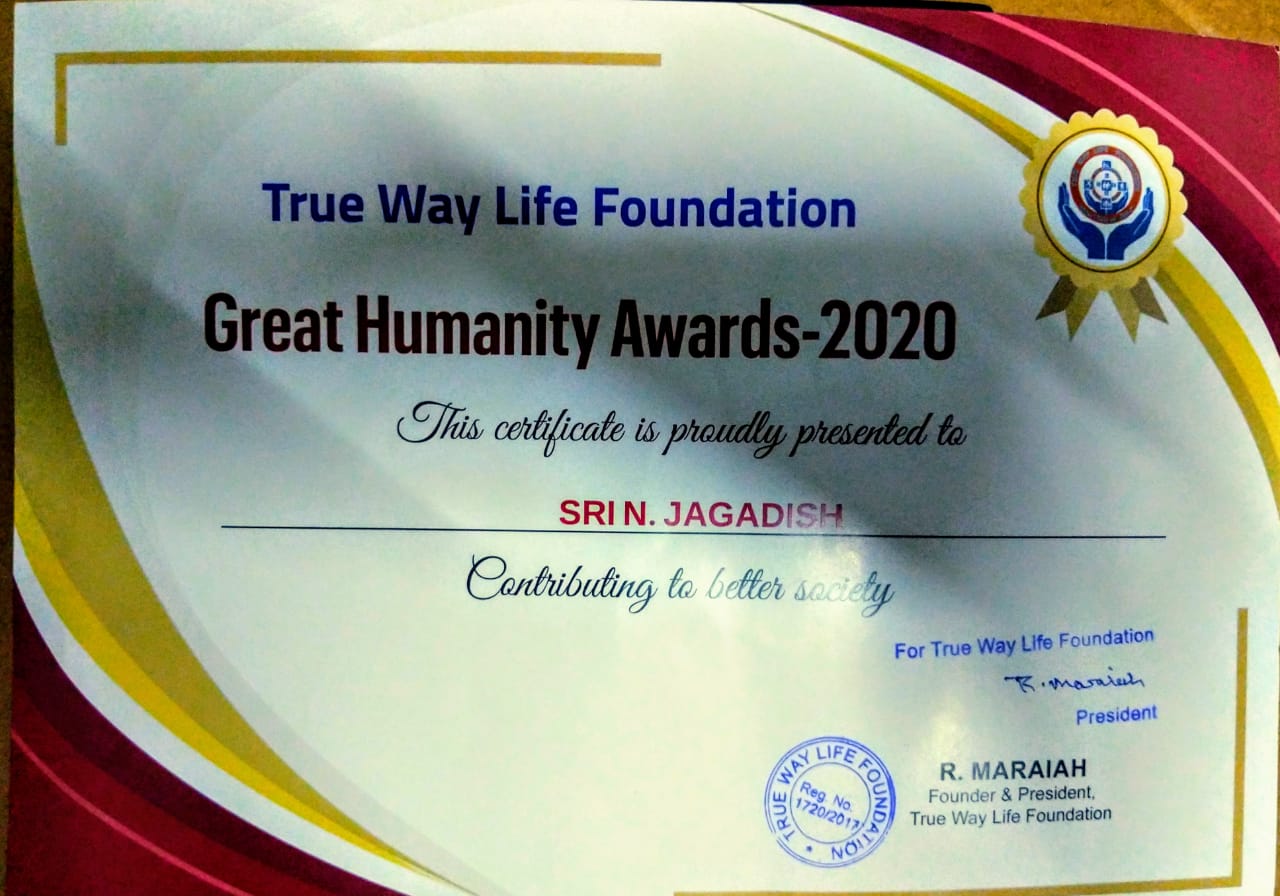 True Way Life Foundation
Great Humanity Awards-2020
This certificate is proudly presented to
SRI N. JAGADISH
Contributing to better society
For True Way Life Foundation
R. Maraiah
President
R. MARAIAH
Founder & President,
True Way Life Foundation
TRUE WAY LIFE FOUNDATION
Reg. No.
1720/2017